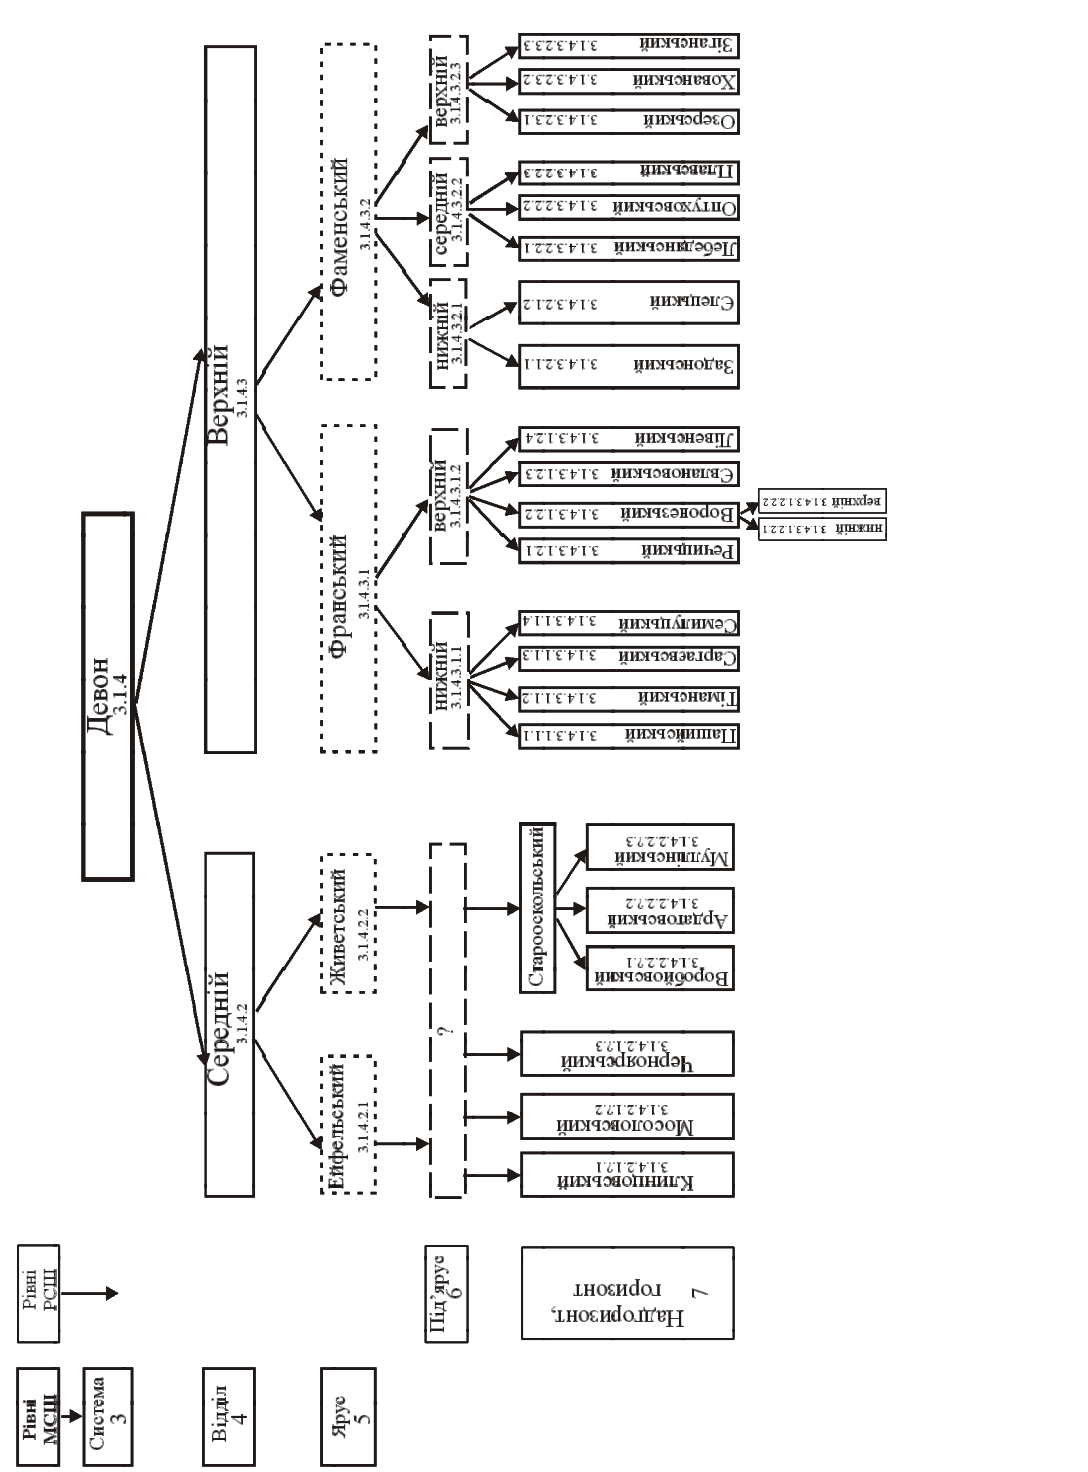 Рівні
МСШ
Система
3
Відділ
4
Ярус
5
Рівні
РСШ
Під’ярус
6
Надгоризонт,
горизонт
7
Девон
3.1.4
Середній
3.1.4.2
Верхній
3.1.4.3
Ейфельський
3.1.4.2.1
Живетський
3.1.4.2.2
Франський
3.1.4.3.1
Фаменський
3.1.4.3.2
?
нижній
3.1.4.3.1.1
верхній
3.1.4.3.1.2
нижній
3.1.4.3.2.1
середній
3.1.4.3.2.2
верхній
3.1.4.3.2.3
Клинцовський
3.1.4.2.1.?.1
Мосоловський
3.1.4.2.1.?.2
Черноярський
3.1.4.2.1.?.3
Старооскольський
Воробйовський
3.1.4.2.2.?.1
Ардатовський
3.1.4.2.2.?.2
Муллінський
3.1.4.2.2.?.3
Пашийський 3.1.4.3.1.1.1
Тіманський 3.1.4.3.1.1.2
Саргаєвський 3.1.4.3.1.1.3
Семилуцький 3.1.4.3.1.1.4
Речицький 3.1.4.3.1.2.1
Воронезький 3.1.4.3.1.2.2
нижній 3.1.4.3.1.2.2.1
верхній 3.1.4.3.1.2.2.2
Євлановський 3.1.4.3.1.2.3
Лівенський 3.1.4.3.1.2.4
Задонський 3.1.4.3.2.1.1
Єлецький 3.1.4.3.2.1.2
Лебедянський 3.1.4.3.2.2.1
Оптуховський 3.1.4.3.2.2.2
Плавський 3.1.4.3.2.2.3
Озерський 3.1.4.3.2.3.1
Хованський 3.1.4.3.2.3.2
Зіганський 3.1.4.3.2.3.3